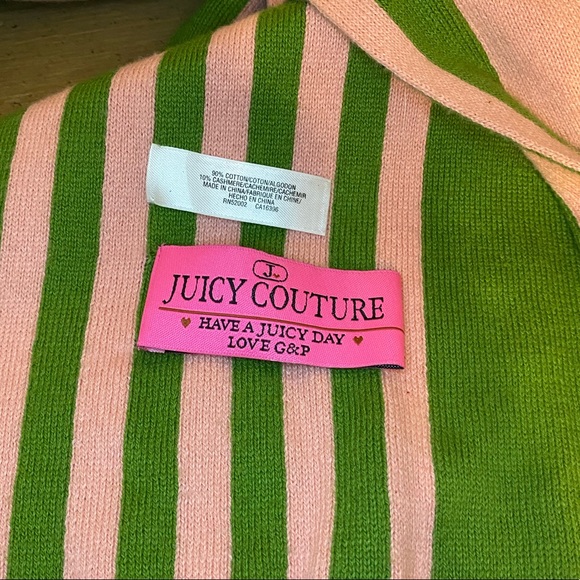 90% COTTON/COTON/ALGODON
10% CASHMERE/CACHEMIRE/CACHEMIR
MADE IN CHINA/FABRIQUE EN CHINE/
HECHO EN CHINA
RN52002 CA16396
J
JUICY COUTURE
HAVE A JUICY DAY
LOVE G&P